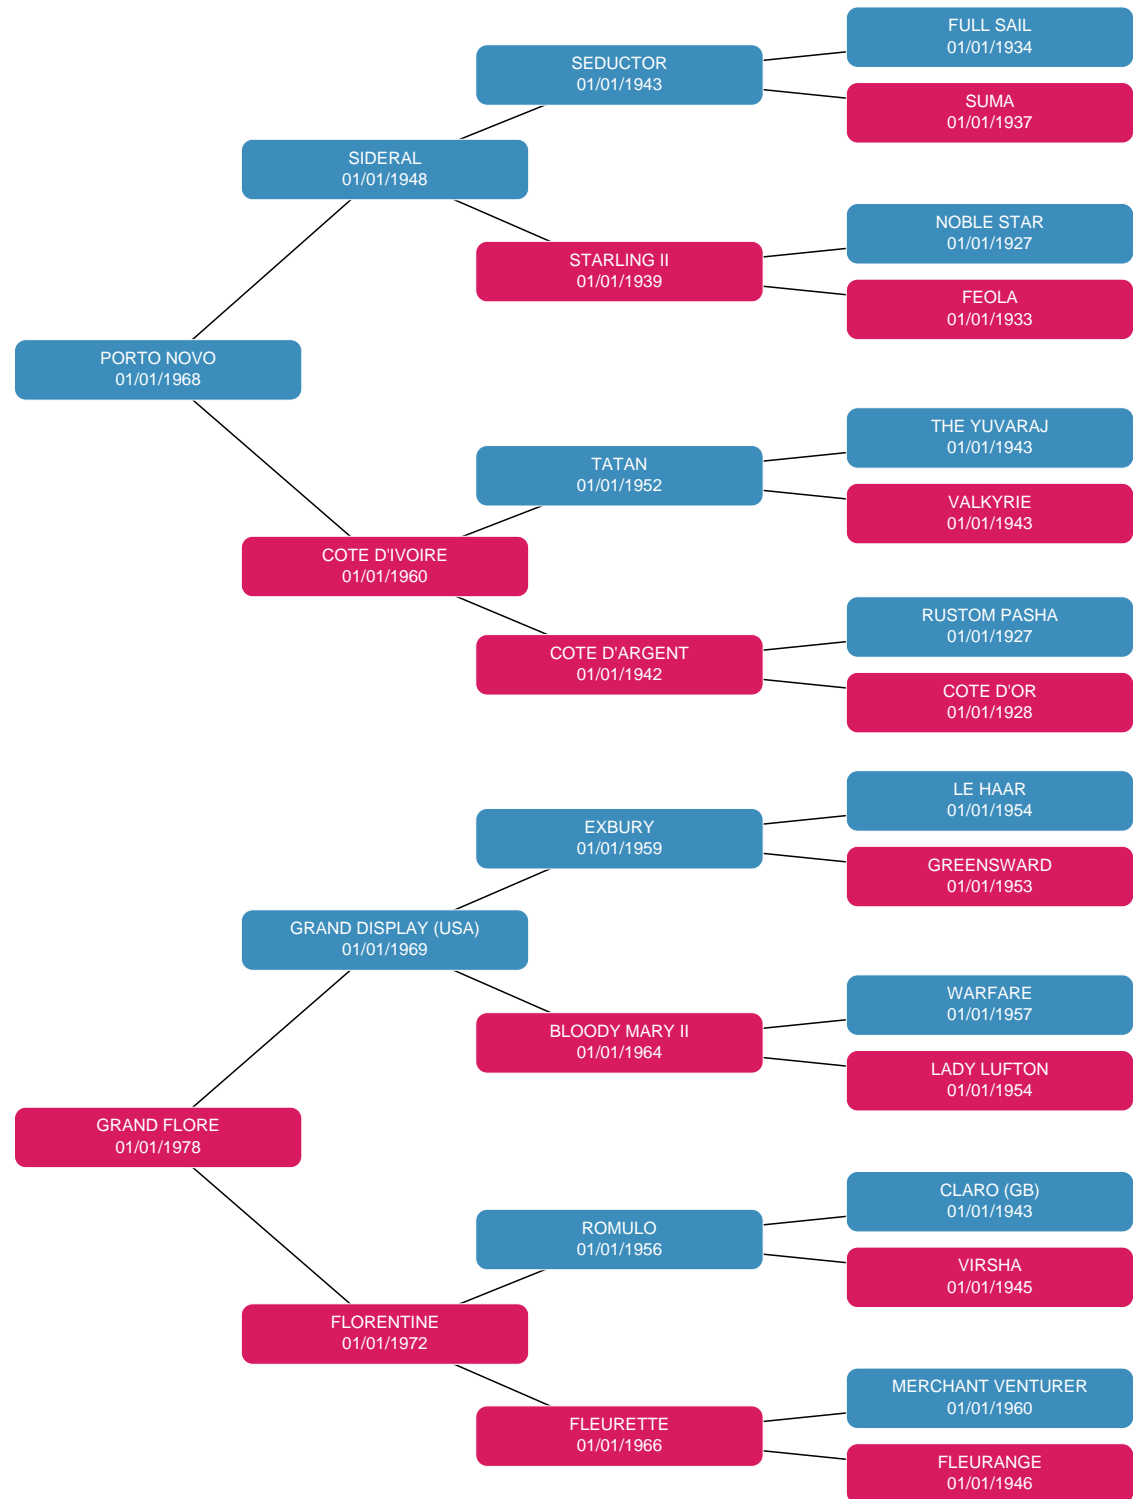 FULL SAIL
01/01/1934
SEDUCTOR
01/01/1943
SUMA
01/01/1937
SIDERAL
01/01/1948
NOBLE STAR
01/01/1927
STARLING II
01/01/1939
FEOLA
01/01/1933
PORTO NOVO
01/01/1968
THE YUVARAJ
01/01/1943
TATAN
01/01/1952
VALKYRIE
01/01/1943
COTE D'IVOIRE
01/01/1960
RUSTOM PASHA
01/01/1927
COTE D'ARGENT
01/01/1942
COTE D'OR
01/01/1928
LE HAAR
01/01/1954
EXBURY
01/01/1959
GREENSWARD
01/01/1953
GRAND DISPLAY (USA)
01/01/1969
WARFARE
01/01/1957
BLOODY MARY II
01/01/1964
LADY LUFTON
01/01/1954
GRAND FLORE
01/01/1978
CLARO (GB)
01/01/1943
ROMULO
01/01/1956
VIRSHA
01/01/1945
FLORENTINE
01/01/1972
MERCHANT VENTURER
01/01/1960
FLEURETTE
01/01/1966
FLEURANGE
01/01/1946